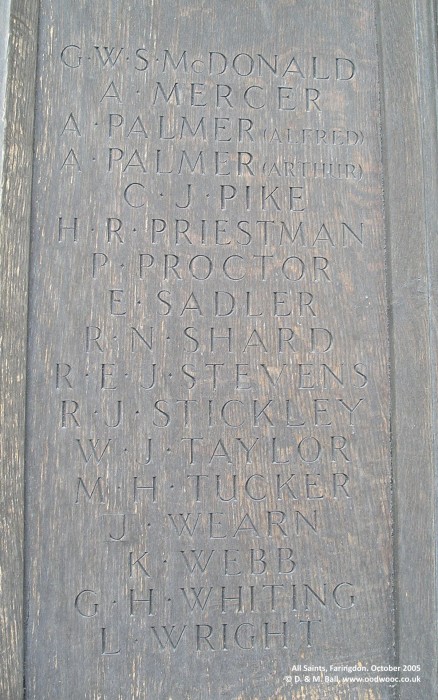 G·W·S·McDONALD
A·MERCER
A·PALMER (ALFRED)
A·PALMER (ARTHUR)
C·J·PIKE
H·R·PRIESTMAN
P·PROCTOR
E·SADLER
R·N·SHARD
R·E·J·STEVENS
R·J·STICKLEY
W·J·TAYLOR
M·H·TUCKER
J·WEARN
K·WEBB
G·H·WHITING
L·WRIGHT
All Saints, Faringdon. October 2005
© D. & M. Ball, www.oodwooc.co.uk